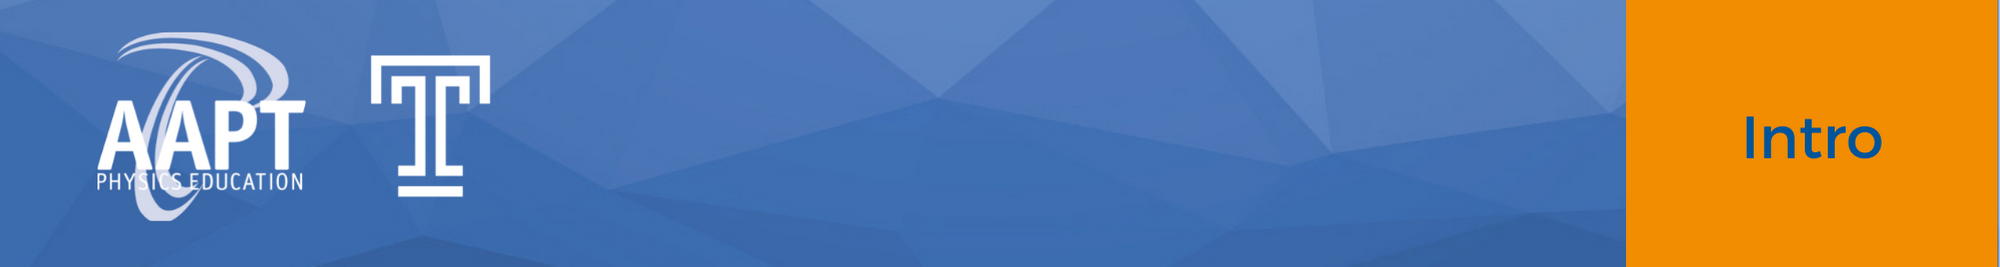 AAPT
PHYSICS EDUCATION
T
Intro